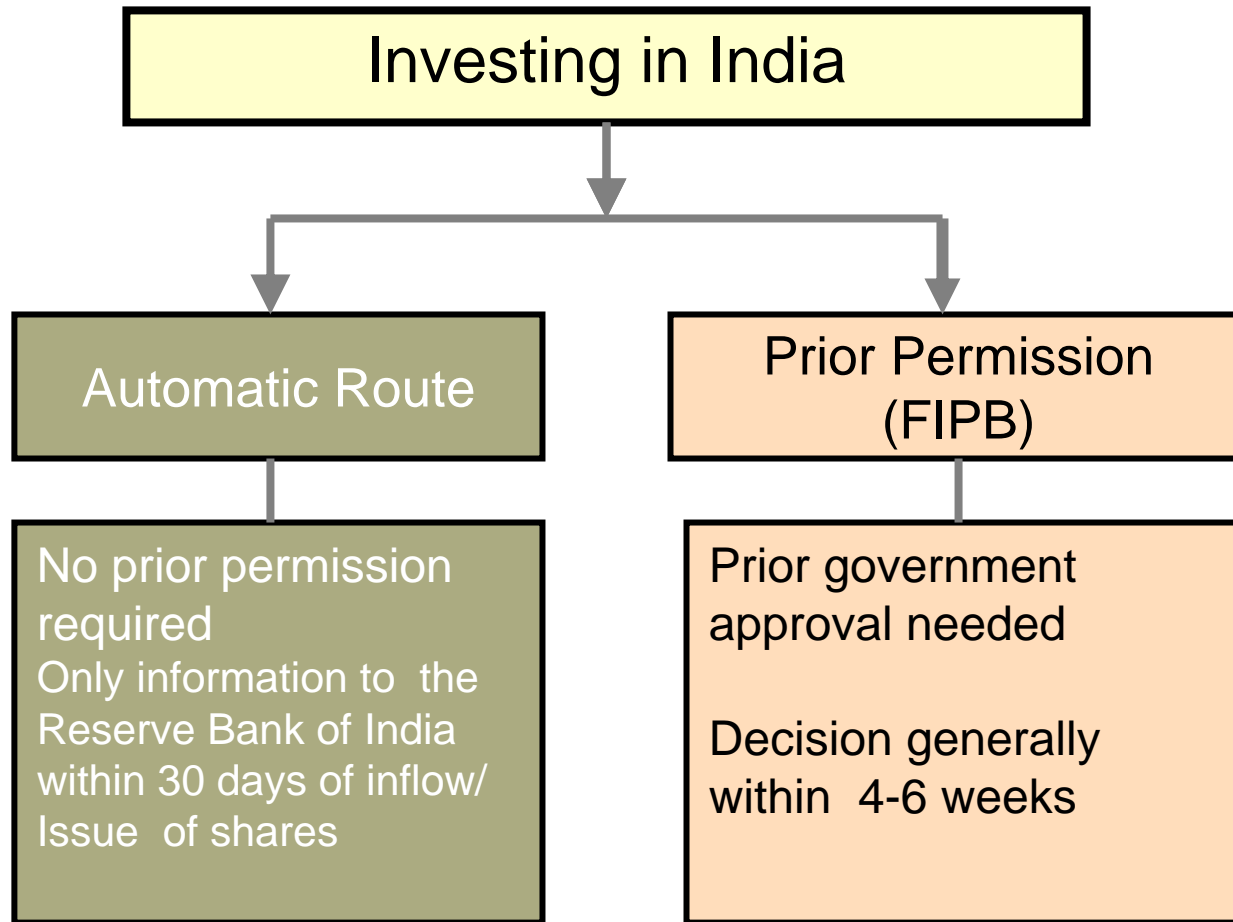 Investing in India
Automatic Route
Prior Permission
(FIPB)
No prior permission
required
Only information to the
Reserve Bank of India
within 30 days of inflow/
Issue of shares
Prior government
approval needed
Decision generally
within 4-6 weeks